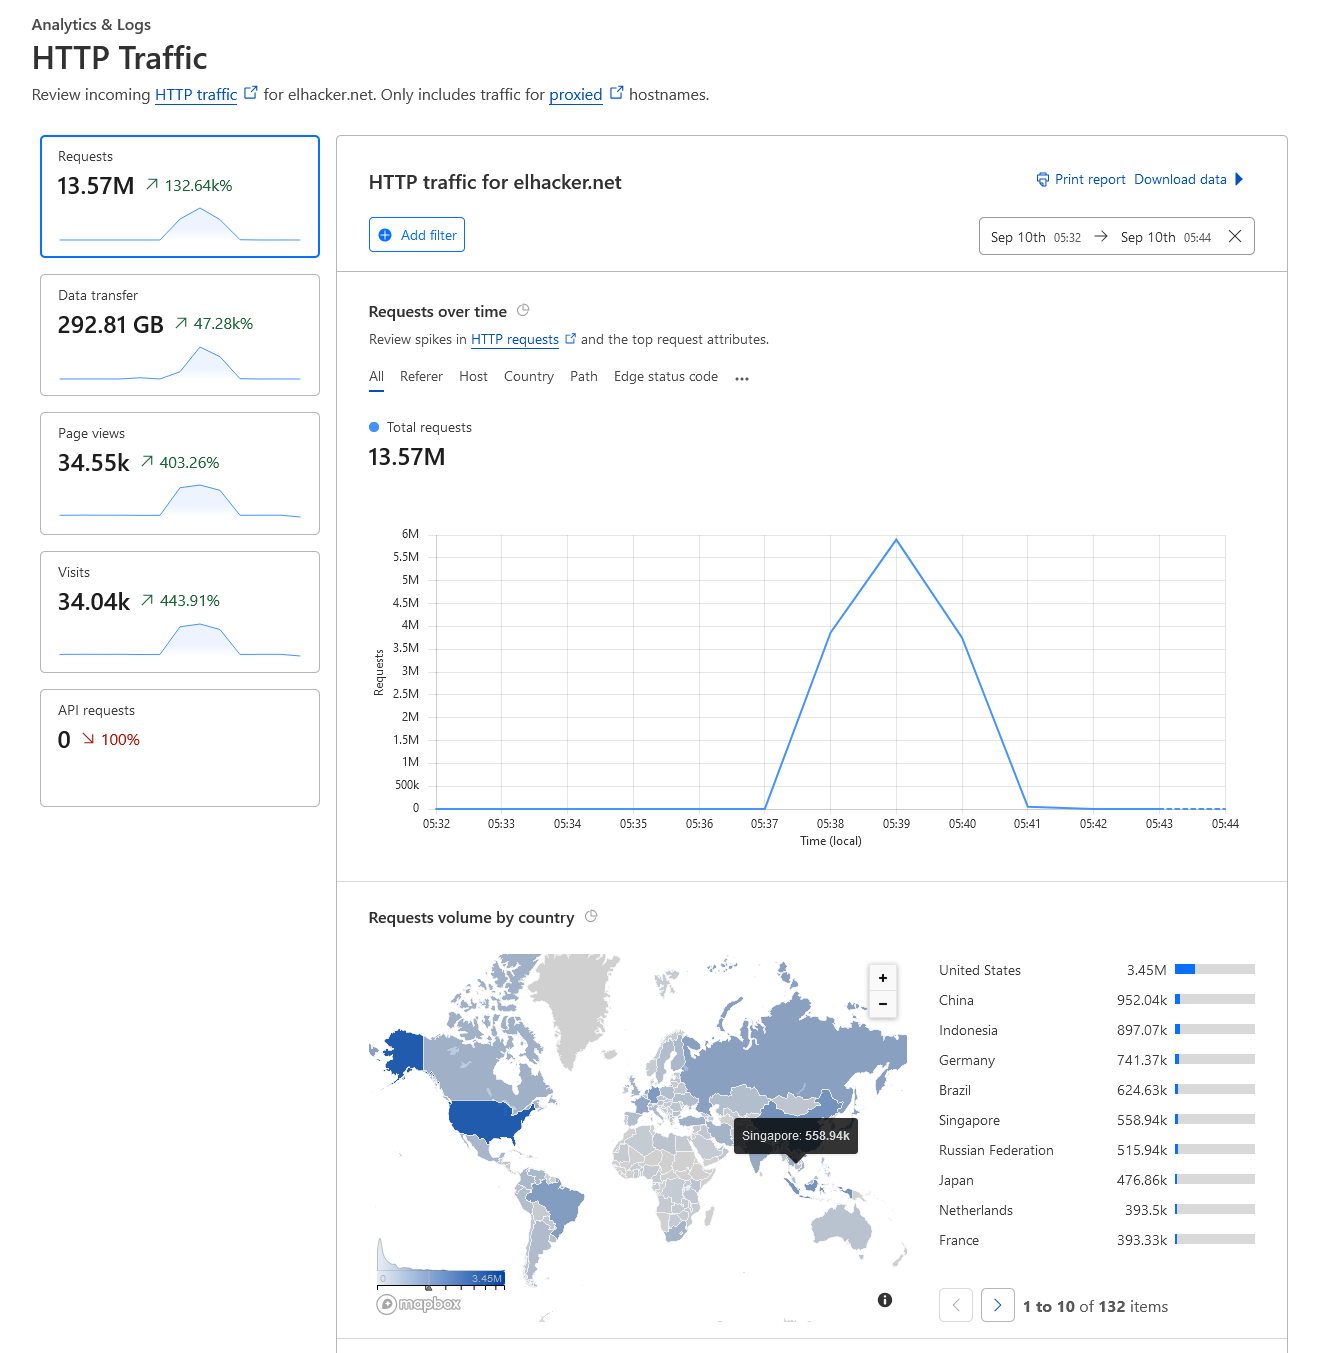 Analytics & Logs
HTTP Traffic
Review incoming HTTP traffic for elhacker.net. Only includes traffic for proxied hostnames.
Requests
13.57M 132.64k%
Data transfer
292.81 GB 47.28k%
Page views
34.55k 403.26%
Visits
34.04k 443.91%
API requests
0 100%
HTTP traffic for elhacker.net
Print report Download data
Add filter
Sep 10th 05:32 → Sep 10th 05:44
Requests over time
Review spikes in HTTP requests and the top request attributes.
All Referer Host Country Path Edge status code •••
Total requests
13.57M
6M
5.5M
5M
4.5M
4M
3.5M
3M
2.5M
2M
1.5M
1M
500k
0
Requests
05:32 05:33 05:34 05:35 05:36 05:37 05:38 05:39 05:40 05:41 05:42 05:43 05:44
Time (local)
Requests volume by country
+
−
Singapore: 558.94k
0 3.45M
mapbox
United States 3.45M
China 952.04k
Indonesia 897.07k
Germany 741.37k
Brazil 624.63k
Singapore 558.94k
Russian Federation 515.94k
Japan 476.86k
Netherlands 393.5k
France 393.33k
1 to 10 of 132 items